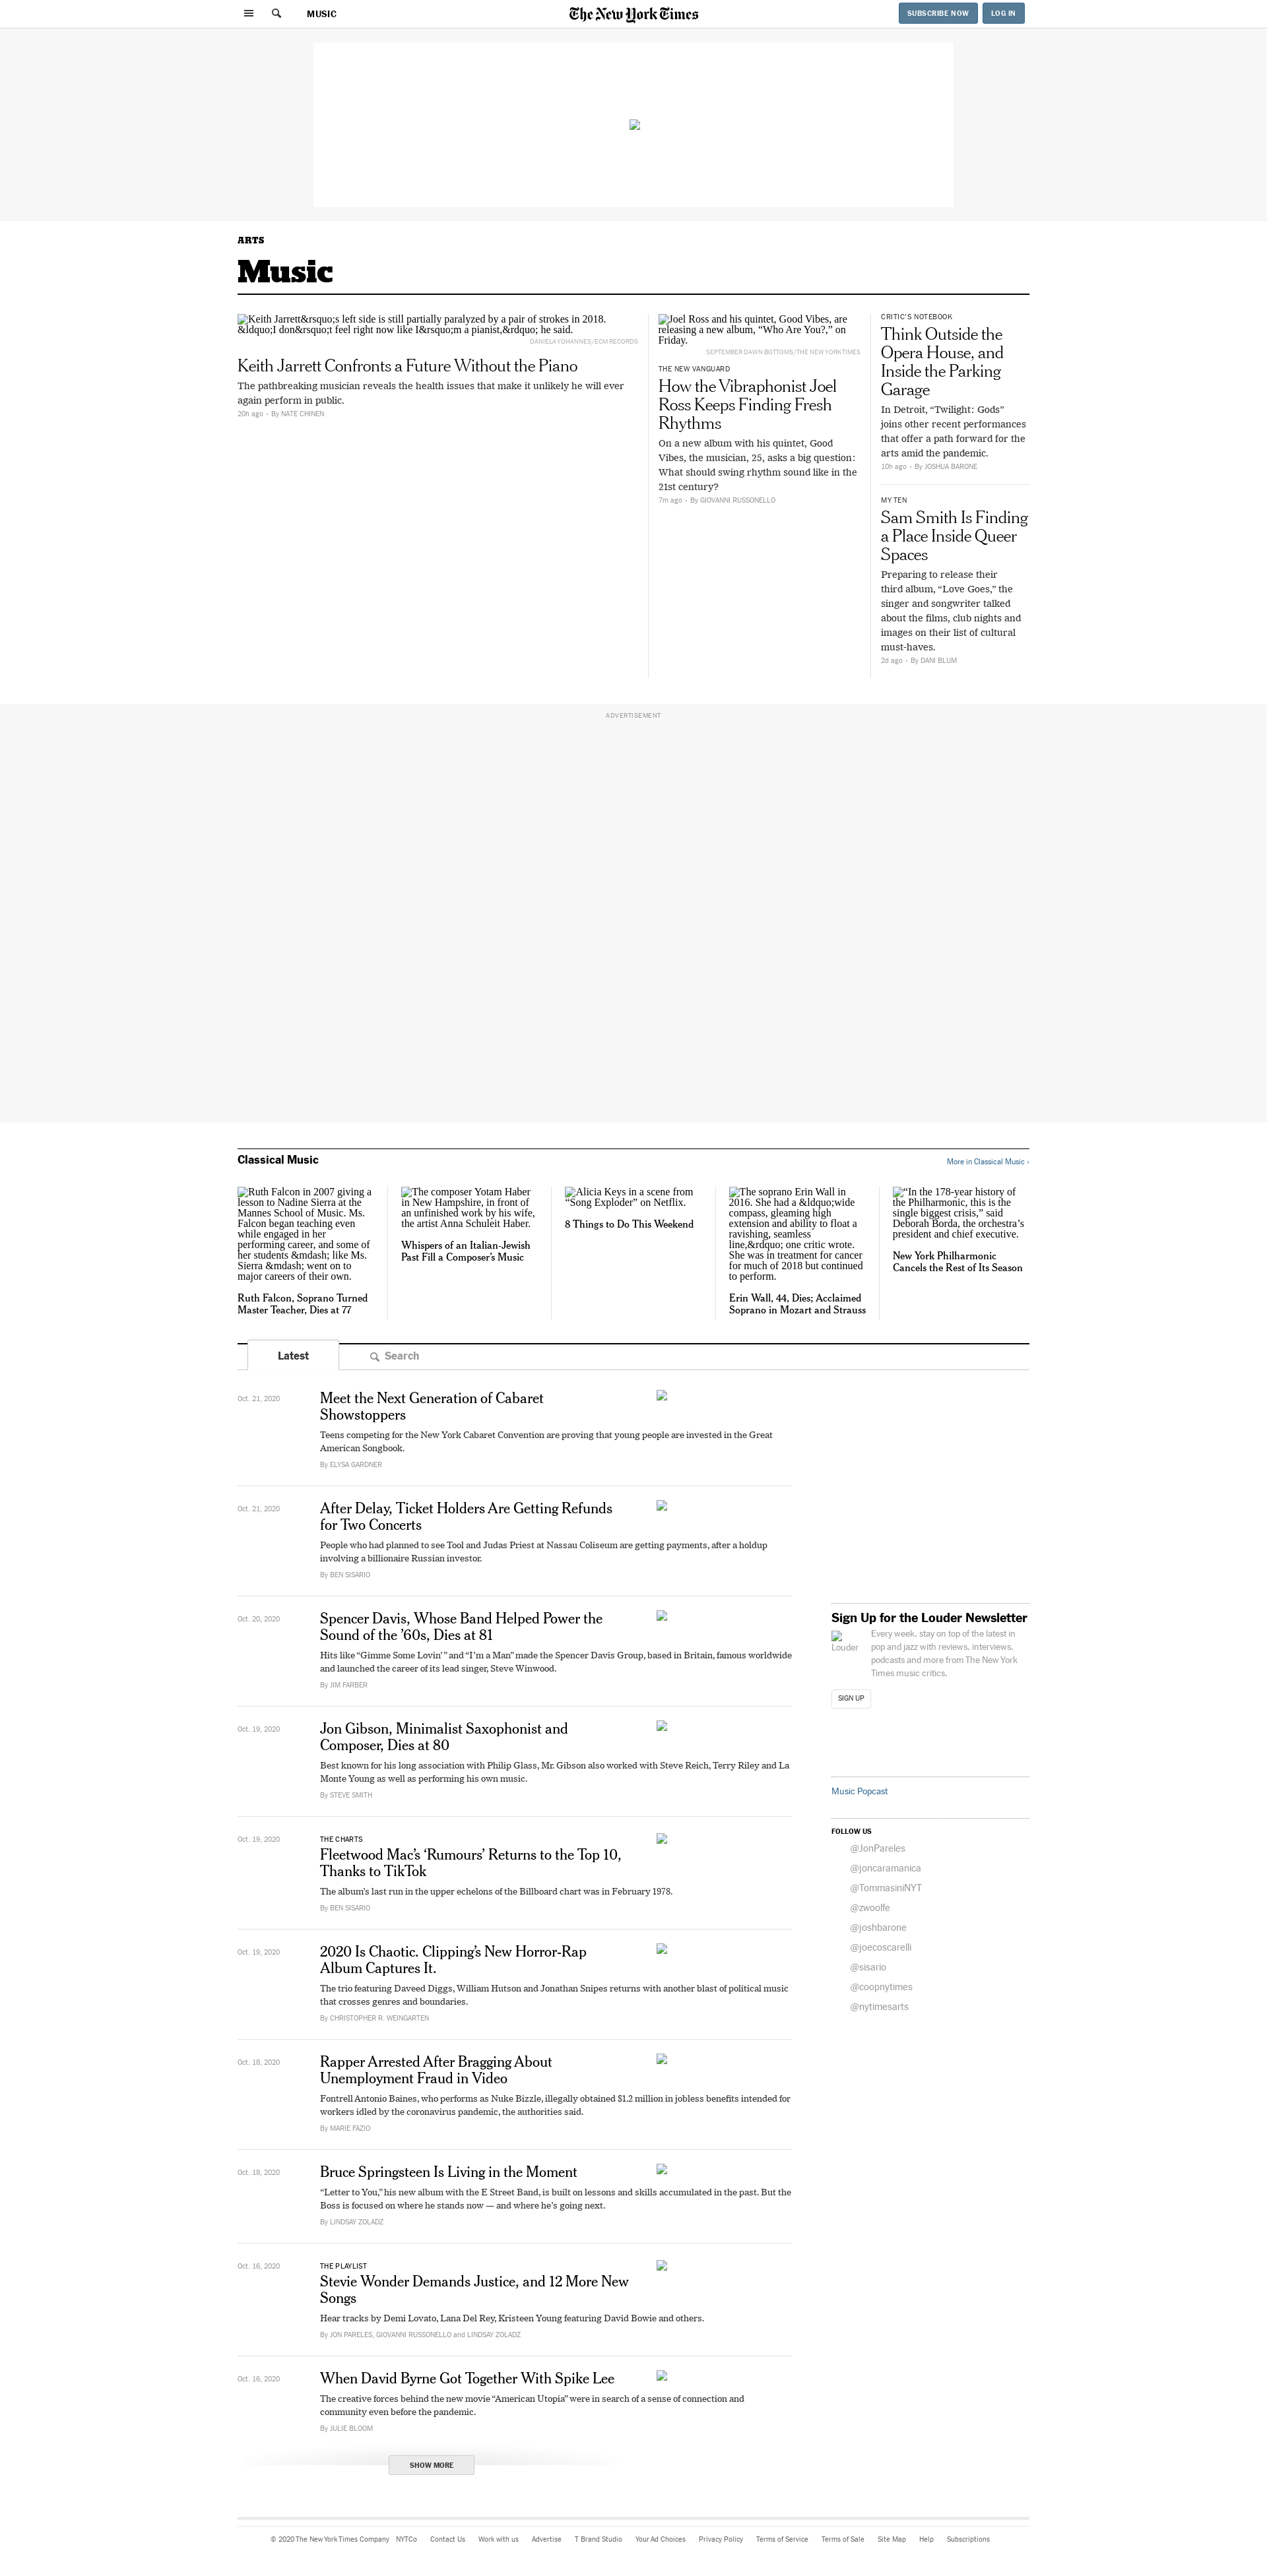 MUSIC
The New York Times
SUBSCRIBE NOW
LOG IN
ARTS
Music
Keith Jarrett&rsquo;s left side is still partially paralyzed by a pair of strokes in 2018.
&ldquo;I don&rsquo;t feel right now like I&rsquo;m a pianist,&rdquo; he said.
DANIELA YOHANNES/ECM RECORDS
Keith Jarrett Confronts a Future Without the Piano
The pathbreaking musician reveals the health issues that make it unlikely he will ever
again perform in public.
20h ago • By NATE CHINEN
Joel Ross and his quintet, Good Vibes, are
releasing a new album, “Who Are You?,” on
Friday.
SEPTEMBER DAWN BOTTOMS/THE NEW YORK TIMES
THE NEW VANGUARD
How the Vibraphonist Joel
Ross Keeps Finding Fresh
Rhythms
On a new album with his quintet, Good
Vibes, the musician, 25, asks a big question:
What should swing rhythm sound like in the
21st century?
7m ago • By GIOVANNI RUSSONELLO
CRITIC’S NOTEBOOK
Think Outside the
Opera House, and
Inside the Parking
Garage
In Detroit, “Twilight: Gods”
joins other recent performances
that offer a path forward for the
arts amid the pandemic.
10h ago • By JOSHUA BARONE
MY TEN
Sam Smith Is Finding
a Place Inside Queer
Spaces
Preparing to release their
third album, “Love Goes,” the
singer and songwriter talked
about the films, club nights and
images on their list of cultural
must-haves.
2d ago • By DANI BLUM
ADVERTISEMENT
Classical Music
More in Classical Music ›
Ruth Falcon in 2007 giving a
lesson to Nadine Sierra at the
Mannes School of Music. Ms.
Falcon began teaching even
while engaged in her
performing career, and some of
her students &mdash; like Ms.
Sierra &mdash; went on to
major careers of their own.
Ruth Falcon, Soprano Turned
Master Teacher, Dies at 77
The composer Yotam Haber
in New Hampshire, in front of
an unfinished work by his wife,
the artist Anna Schuleit Haber.
Whispers of an Italian-Jewish
Past Fill a Composer’s Music
Alicia Keys in a scene from
“Song Exploder” on Netflix.
8 Things to Do This Weekend
The soprano Erin Wall in
2016. She had a &ldquo;wide
compass, gleaming high
extension and ability to float a
ravishing, seamless
line,&rdquo; one critic wrote.
She was in treatment for cancer
for much of 2018 but continued
to perform.
Erin Wall, 44, Dies; Acclaimed
Soprano in Mozart and Strauss
“In the 178-year history of
the Philharmonic, this is the
single biggest crisis,” said
Deborah Borda, the orchestra’s
president and chief executive.
New York Philharmonic
Cancels the Rest of Its Season
Latest
Search
Oct. 21, 2020
Meet the Next Generation of Cabaret
Showstoppers
Teens competing for the New York Cabaret Convention are proving that young people are invested in the Great
American Songbook.
By ELYSA GARDNER
Oct. 21, 2020
After Delay, Ticket Holders Are Getting Refunds
for Two Concerts
People who had planned to see Tool and Judas Priest at Nassau Coliseum are getting payments, after a holdup
involving a billionaire Russian investor.
By BEN SISARIO
Oct. 20, 2020
Spencer Davis, Whose Band Helped Power the
Sound of the ’60s, Dies at 81
Hits like “Gimme Some Lovin’ ” and “I’m a Man” made the Spencer Davis Group, based in Britain, famous worldwide
and launched the career of its lead singer, Steve Winwood.
By JIM FARBER
Oct. 19, 2020
Jon Gibson, Minimalist Saxophonist and
Composer, Dies at 80
Best known for his long association with Philip Glass, Mr. Gibson also worked with Steve Reich, Terry Riley and La
Monte Young as well as performing his own music.
By STEVE SMITH
Oct. 19, 2020
THE CHARTS
Fleetwood Mac’s ‘Rumours’ Returns to the Top 10,
Thanks to TikTok
The album’s last run in the upper echelons of the Billboard chart was in February 1978.
By BEN SISARIO
Oct. 19, 2020
2020 Is Chaotic. Clipping’s New Horror-Rap
Album Captures It.
The trio featuring Daveed Diggs, William Hutson and Jonathan Snipes returns with another blast of political music
that crosses genres and boundaries.
By CHRISTOPHER R. WEINGARTEN
Oct. 18, 2020
Rapper Arrested After Bragging About
Unemployment Fraud in Video
Fontrell Antonio Baines, who performs as Nuke Bizzle, illegally obtained $1.2 million in jobless benefits intended for
workers idled by the coronavirus pandemic, the authorities said.
By MARIE FAZIO
Oct. 18, 2020
Bruce Springsteen Is Living in the Moment
“Letter to You,” his new album with the E Street Band, is built on lessons and skills accumulated in the past. But the
Boss is focused on where he stands now — and where he’s going next.
By LINDSAY ZOLADZ
Oct. 16, 2020
THE PLAYLIST
Stevie Wonder Demands Justice, and 12 More New
Songs
Hear tracks by Demi Lovato, Lana Del Rey, Kristeen Young featuring David Bowie and others.
By JON PARELES, GIOVANNI RUSSONELLO and LINDSAY ZOLADZ
Oct. 16, 2020
When David Byrne Got Together With Spike Lee
The creative forces behind the new movie “American Utopia” were in search of a sense of connection and
community even before the pandemic.
By JULIE BLOOM
SHOW MORE
Sign Up for the Louder Newsletter
Louder
Every week, stay on top of the latest in
pop and jazz with reviews, interviews,
podcasts and more from The New York
Times music critics.
SIGN UP
Music Popcast
FOLLOW US
@JonPareles
@joncaramanica
@TommasiniNYT
@zwoolfe
@joshbarone
@joecoscarelli
@sisario
@coopnytimes
@nytimesarts
© 2020 The New York Times Company NYTCo Contact Us Work with us Advertise T Brand Studio Your Ad Choices Privacy Policy Terms of Service Terms of Sale Site Map Help Subscriptions